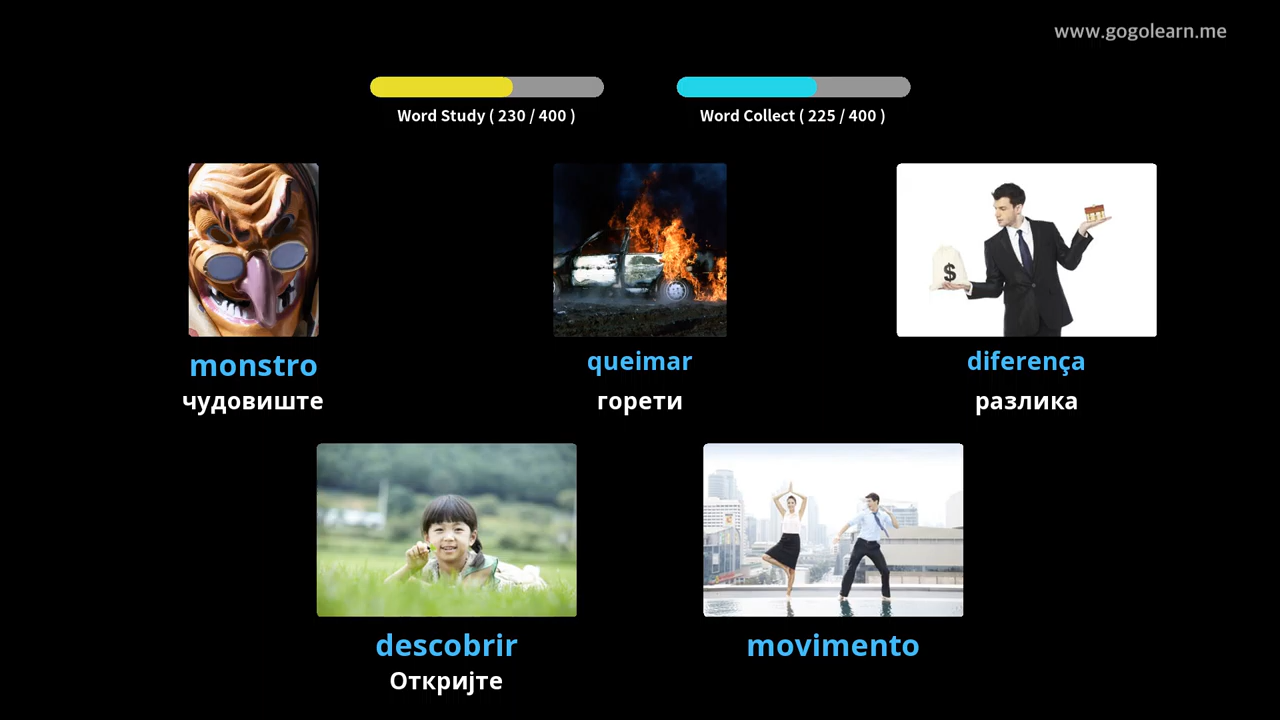 www.gogolearn.me
Word Study ( 230 / 400 )
Word Collect ( 225 / 400 )
$
monstro
чудовиште
queimar
горети
diferença
разлика
descobrir
Откријте
movimento